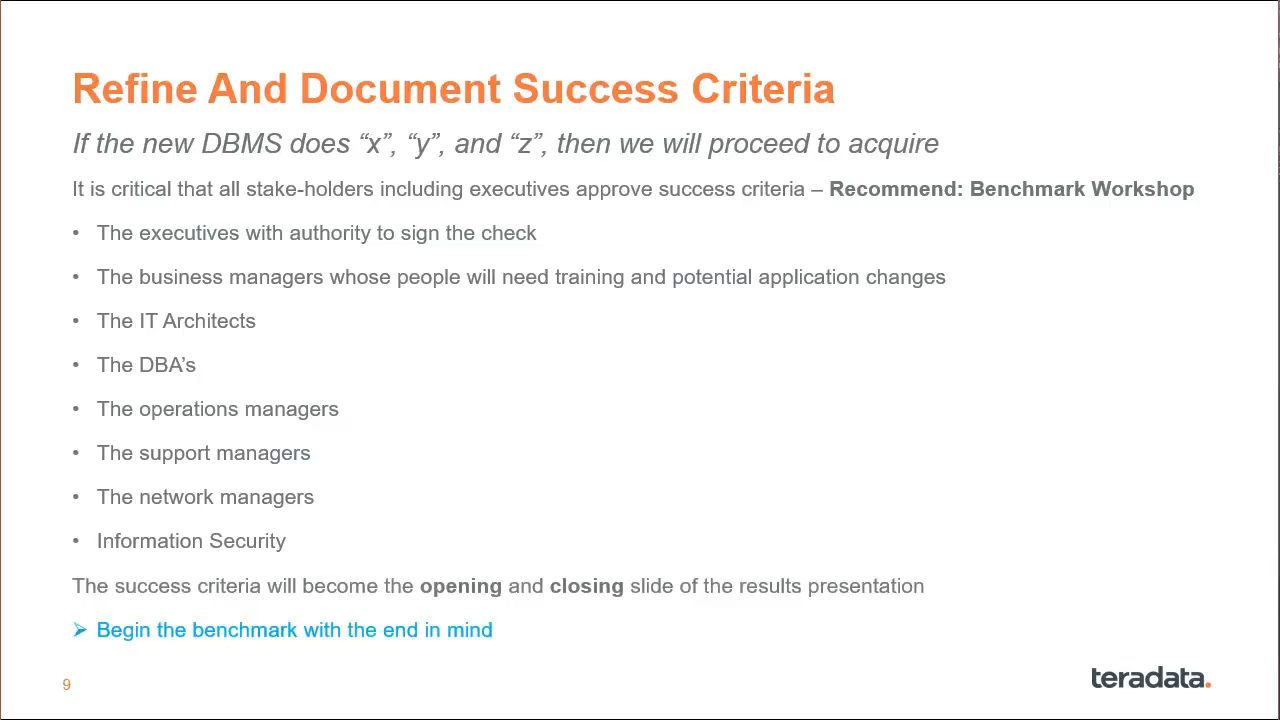 Refine And Document Success Criteria
If the new DBMS does “x”, “y”, and “z”, then we will proceed to acquire
It is critical that all stake-holders including executives approve success criteria – Recommend: Benchmark Workshop
• The executives with authority to sign the check
• The business managers whose people will need training and potential application changes
• The IT Architects
• The DBA’s
• The operations managers
• The support managers
• The network managers
• Information Security
The success criteria will become the opening and closing slide of the results presentation
➢ Begin the benchmark with the end in mind
9
teradata.